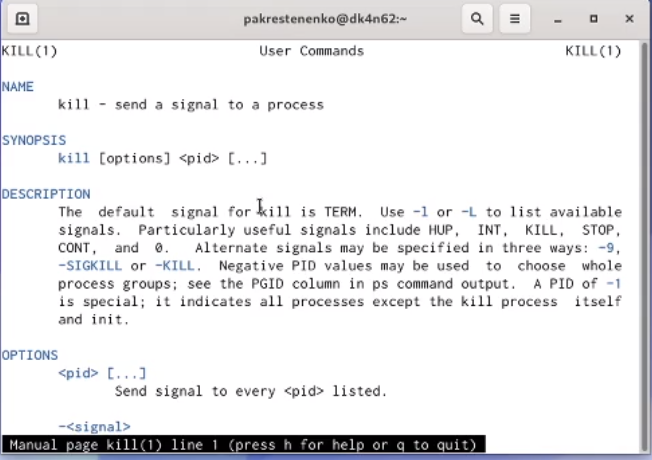 pakrestenenko@dk4n62:~
KILL(1) User Commands KILL(1)
NAME
kill - send a signal to a process
SYNOPSIS
kill [options] <pid> [...]
DESCRIPTION
The default signal for kill is TERM. Use -l or -L to list available
signals. Particularly useful signals include HUP, INT, KILL, STOP,
CONT, and 0. Alternate signals may be specified in three ways: -9,
-SIGKILL or -KILL. Negative PID values may be used to choose whole
process groups; see the PGID column in ps command output. A PID of -1
is special; it indicates all processes except the kill process itself
and init.
OPTIONS
<pid> [...]
Send signal to every <pid> listed.
-<signal>
Manual page kill(1) line 1 (press h for help or q to quit)